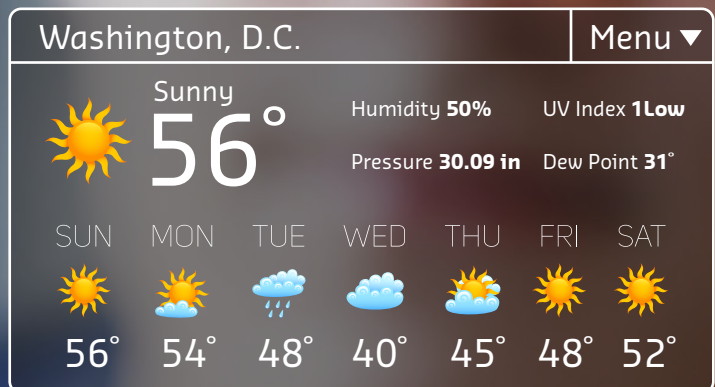 Washington, D.C.
Menu ▼
Sunny
56°
Humidity 50%
UV Index 1Low
Pressure 30.09 in
Dew Point 31°
SUN MON TUE WED THU FRI SAT
56° 54° 48° 40° 45° 48° 52°